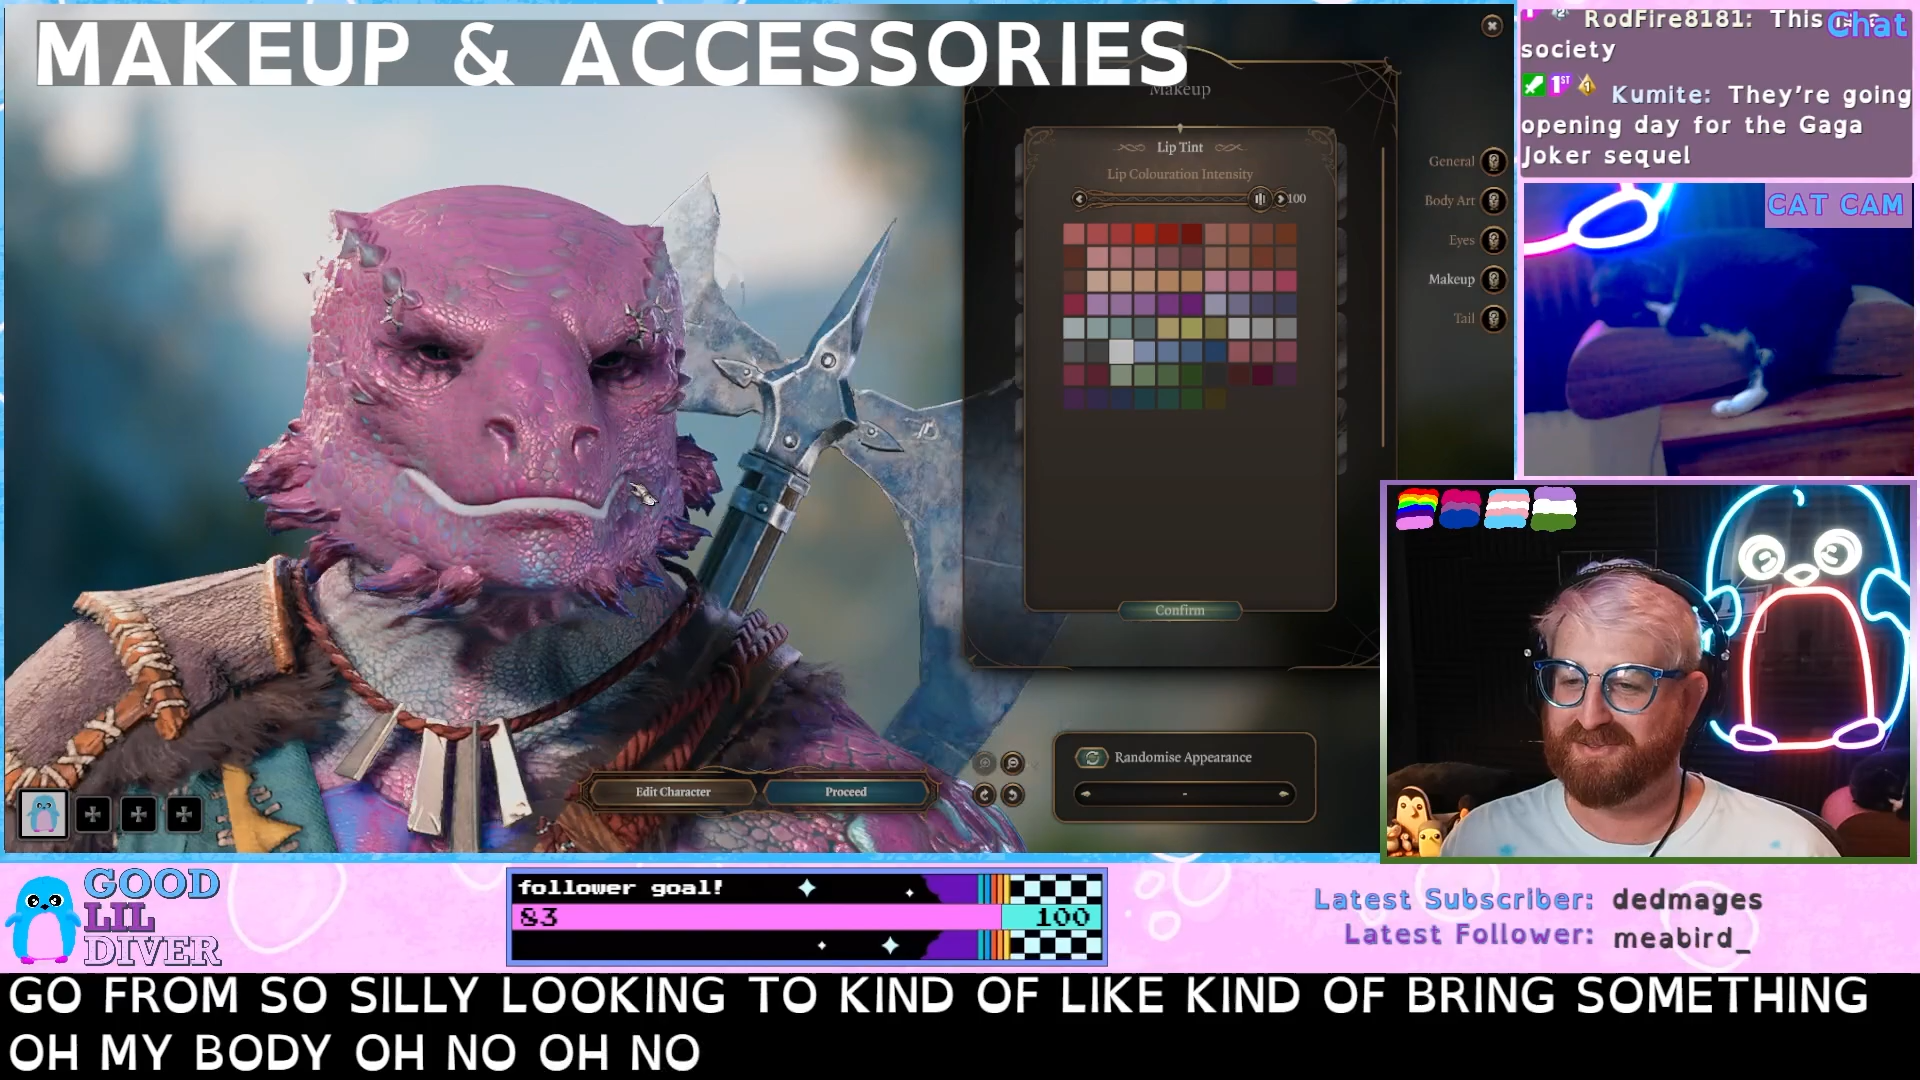 MAKEUP & ACCESSORIES
Makeup
Lip Tint
Lip Colouration Intensity
100
Confirm
General
Body Art
Eyes
Makeup
Tail
Randomise Appearance
-
Edit Character
Proceed
Chat
RodFire8181: This
society
1ST
1
Kumite: They're going
opening day for the Gaga
Joker sequel
CAT CAM
GOOD
LIL
DIVER
follower goal!
83
100
Latest Subscriber: dedmages
Latest Follower: meabird_
GO FROM SO SILLY LOOKING TO KIND OF LIKE KIND OF BRING SOMETHING
OH MY BODY OH NO OH NO